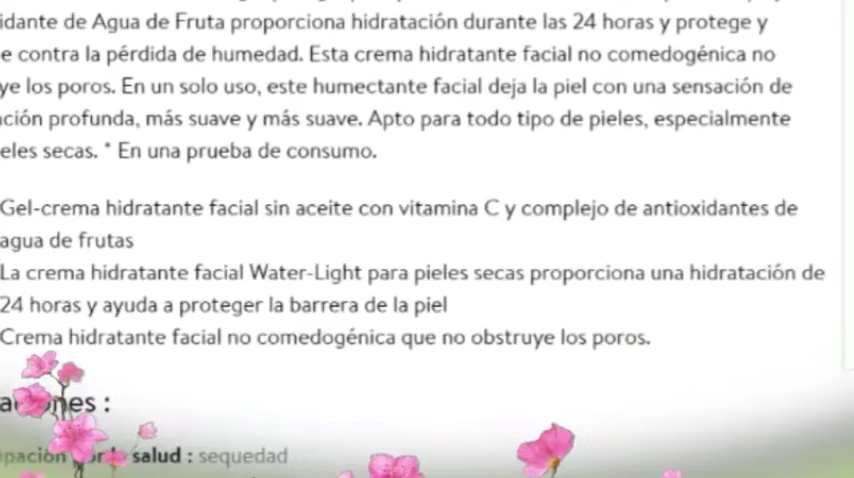 idante de Agua de Fruta proporciona hidratación durante las 24 horas y protege y
e contra la pérdida de humedad. Esta crema hidratante facial no comedogénica no
ye los poros. En un solo uso, este humectante facial deja la piel con una sensación de
ción profunda, más suave y más suave. Apto para todo tipo de pieles, especialmente
eles secas. * En una prueba de consumo.
Gel-crema hidratante facial sin aceite con vitamina C y complejo de antioxidantes de
agua de frutas
La crema hidratante facial Water-Light para pieles secas proporciona una hidratación de
24 horas y ayuda a proteger la barrera de la piel
Crema hidratante facial no comedogénica que no obstruye los poros.
nes :
pación salud : sequedad